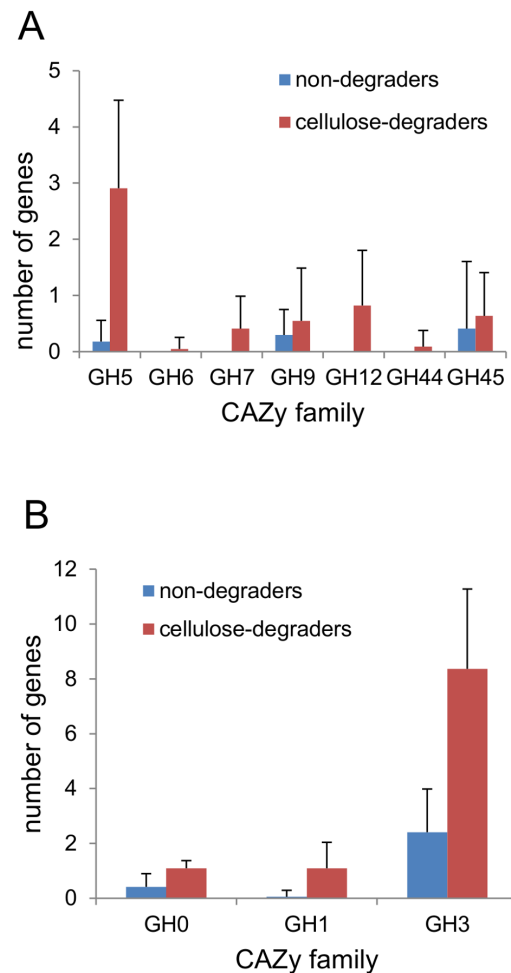 A
5
4
3
2
1
0
number of genes
non-degraders
cellulose-degraders
GH5 GH6 GH7 GH9 GH12 GH44 GH45
CAZy family
B
12
10
8
6
4
2
0
number of genes
non-degraders
cellulose-degraders
GH0 GH1 GH3
CAZy family